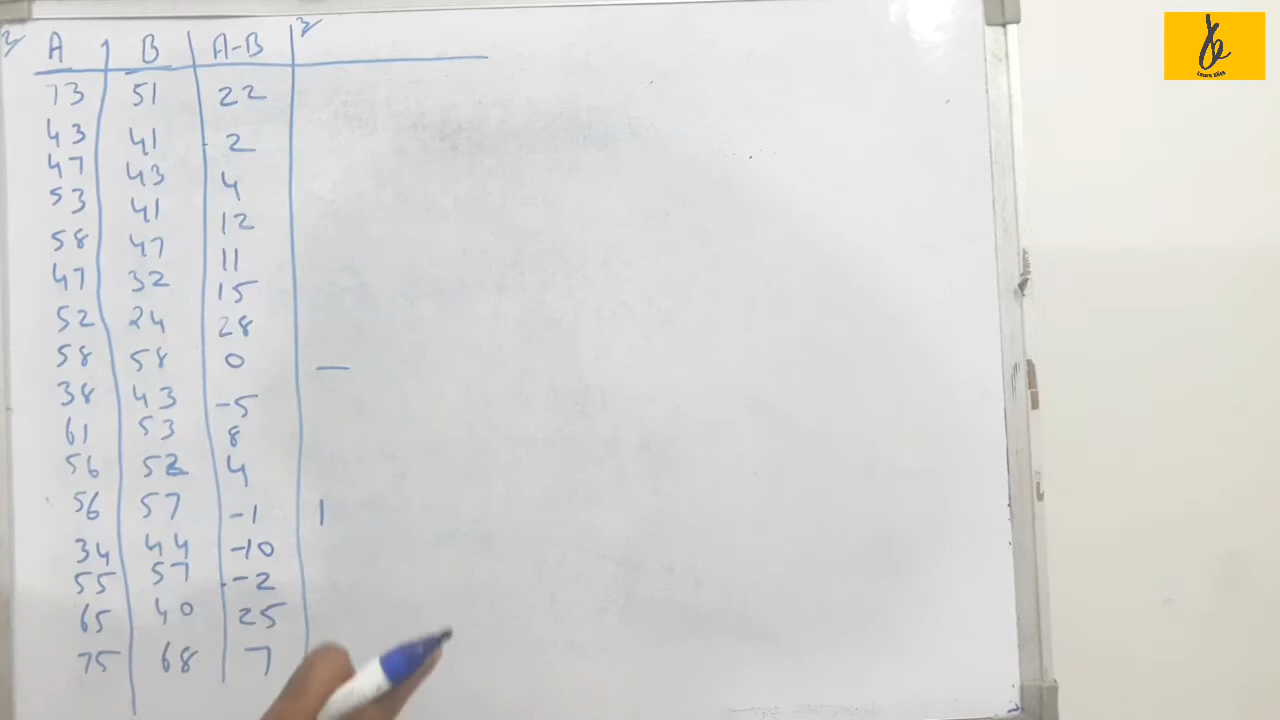 A B A-B
73 51 22
43 41 2
47 43 4
53 41 12
58 47 11
47 32 15
52 24 28
58 58 0 —
38 43 -5
61 53 8
56 52 4
56 57 -1 1
34 44 -10
55 57 -2
65 40 25
75 68 7
Learn Bliss